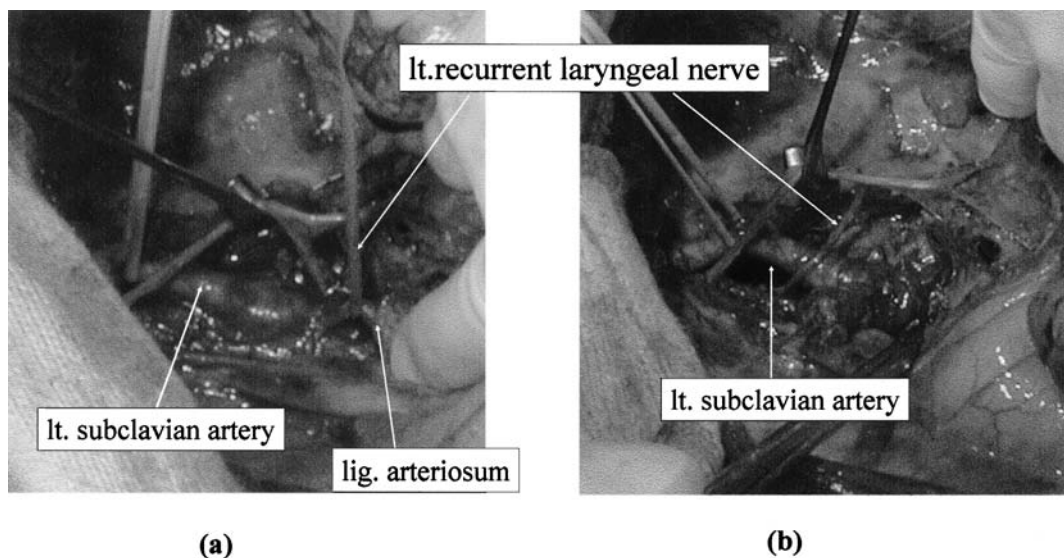 lt.recurrent laryngeal nerve
lt. subclavian artery
lig. arteriosum
lt. subclavian artery
(a)
(b)